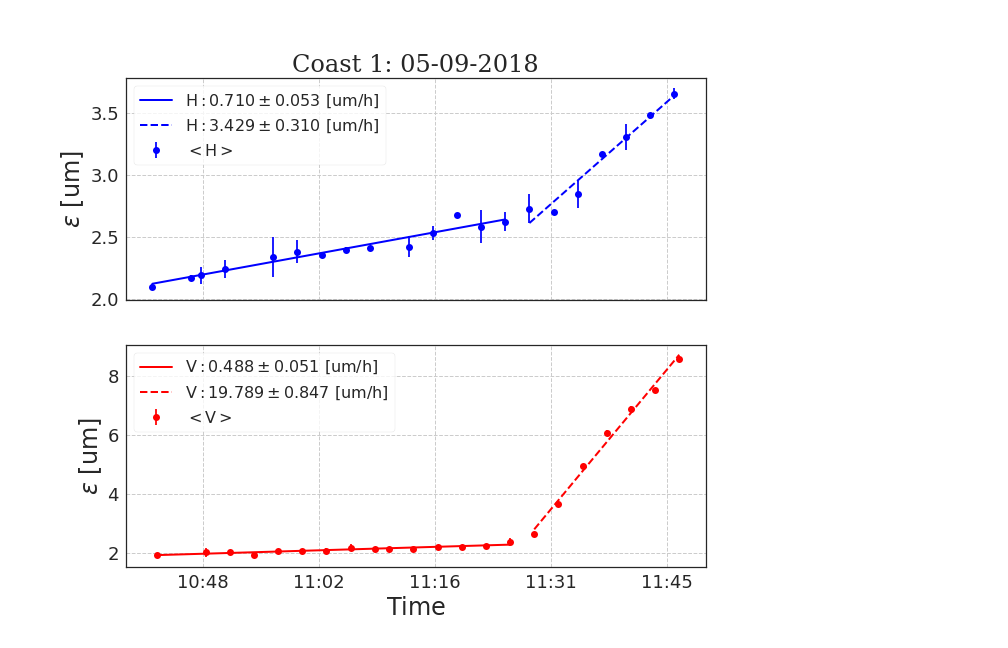 Coast 1: 05-09-2018
H : 0.710 ± 0.053 [um/h]
H : 3.429 ± 0.310 [um/h]
< H >
3.5
3.0
2.5
2.0
ε [um]
V : 0.488 ± 0.051 [um/h]
V : 19.789 ± 0.847 [um/h]
< V >
8
6
4
2
ε [um]
10:48 11:02 11:16 11:31 11:45
Time